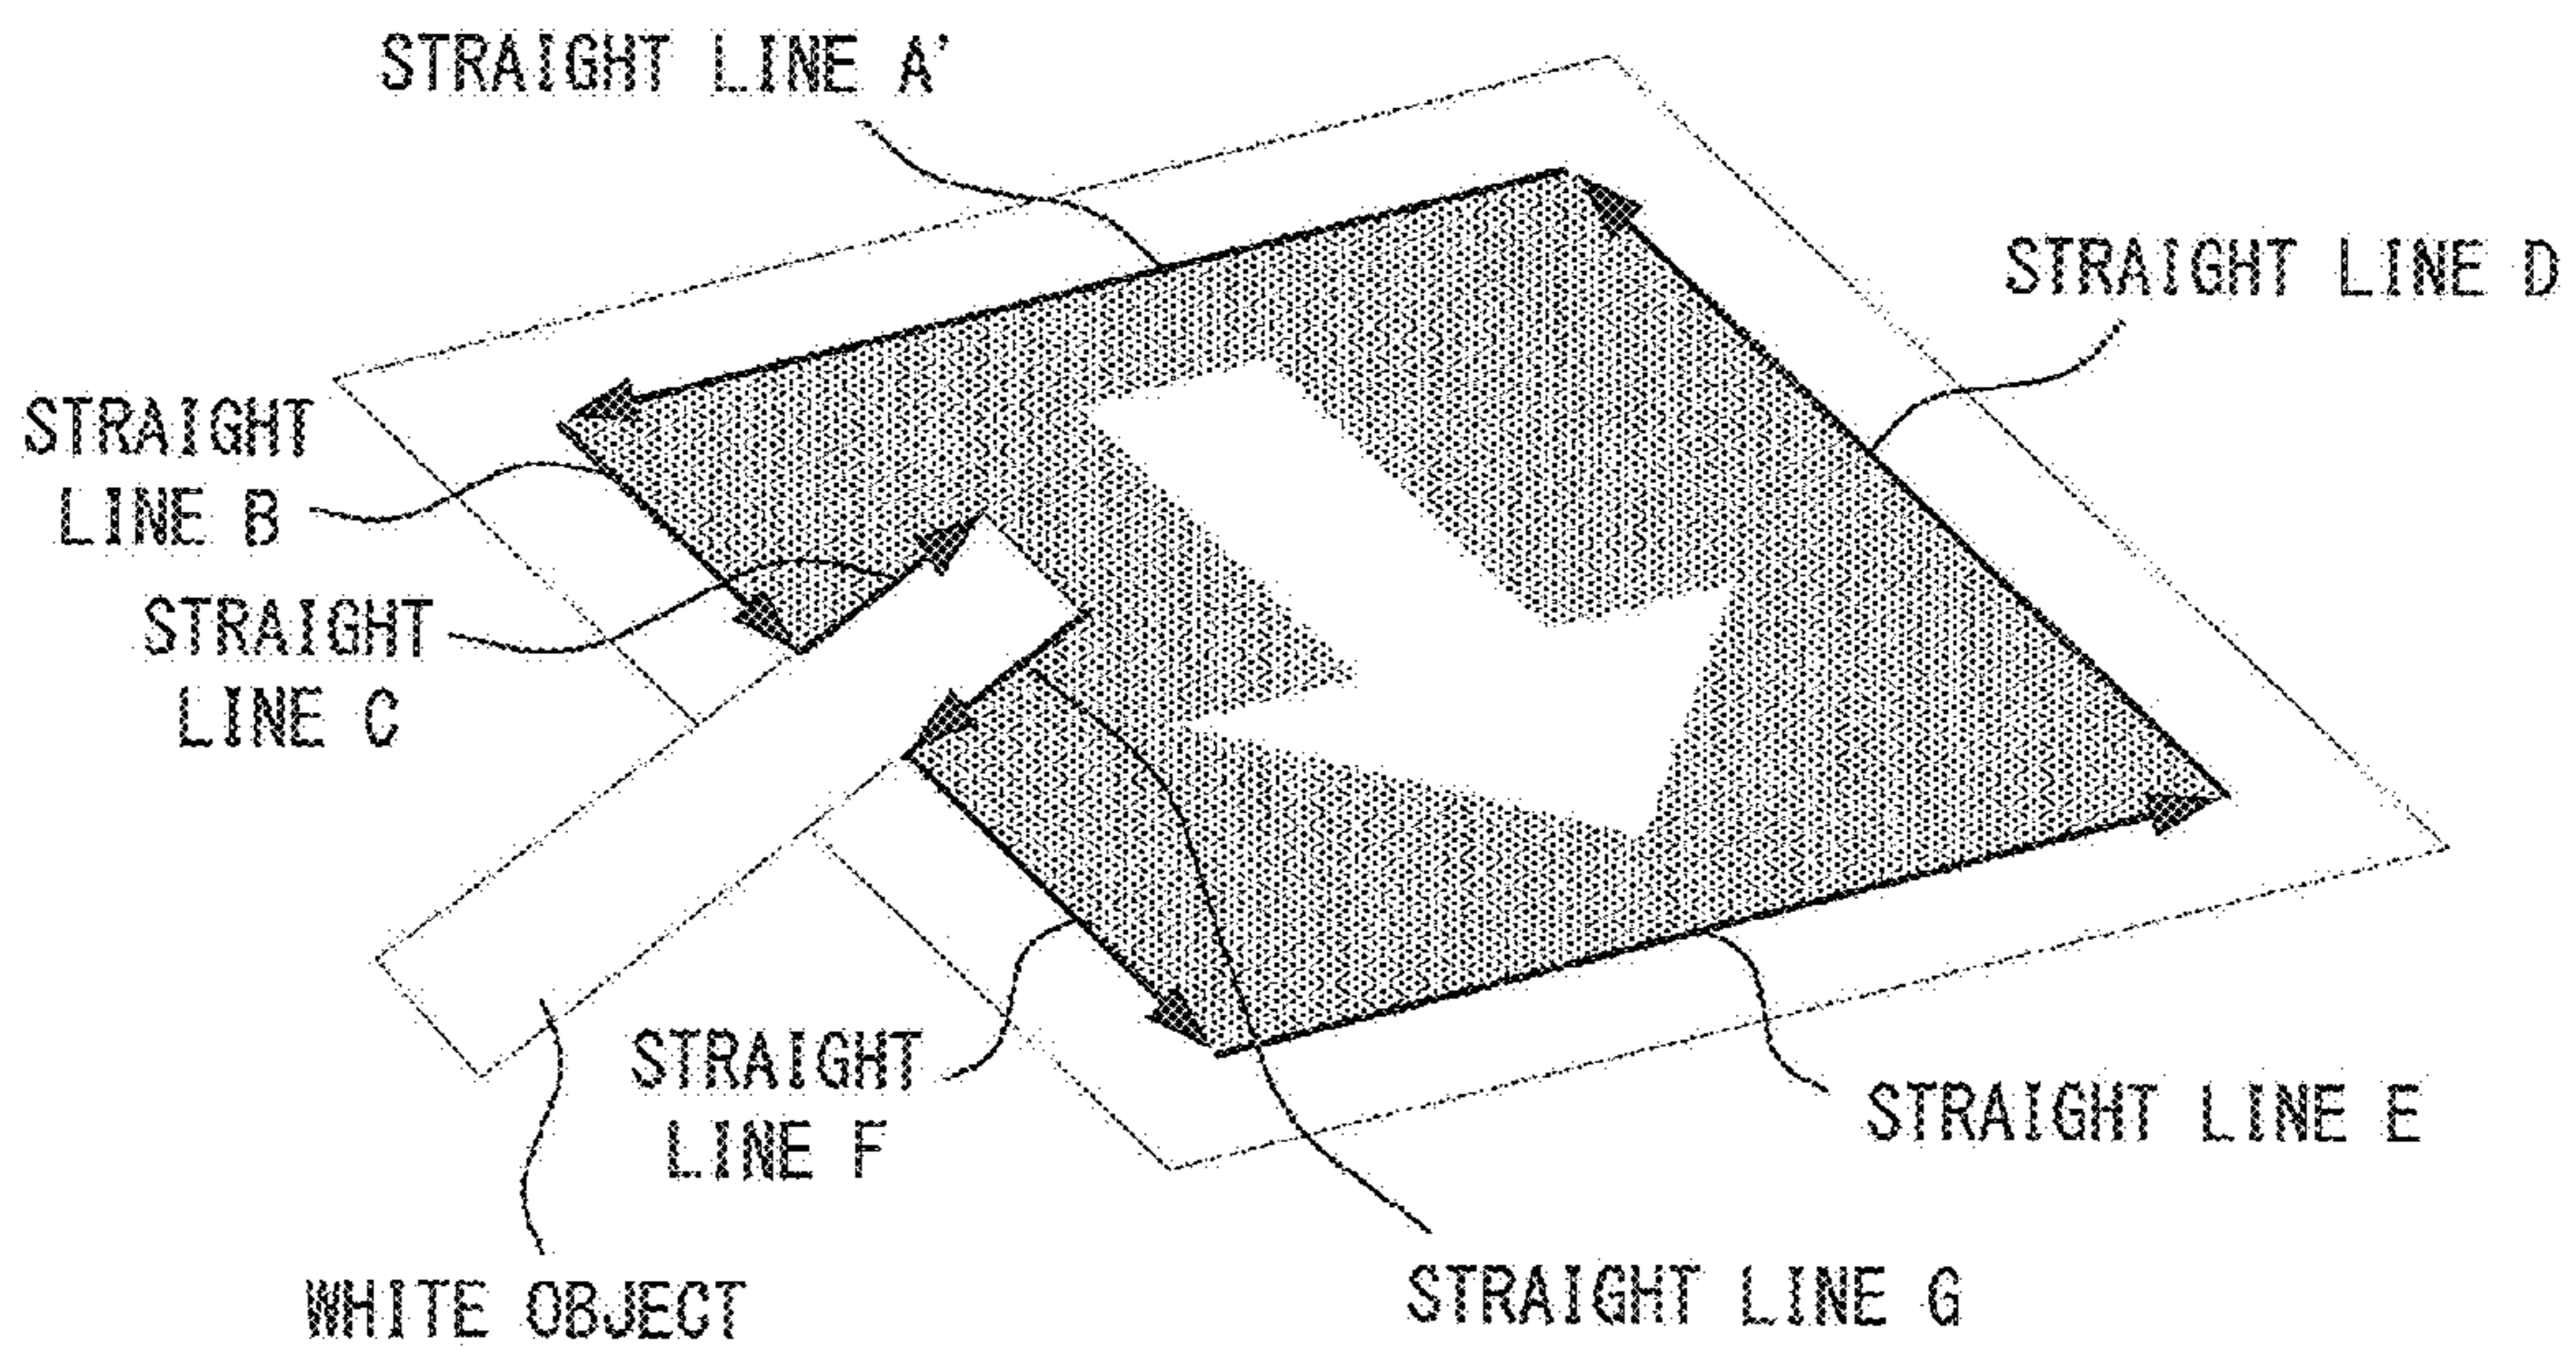 STRAIGHT LINE A'
STRAIGHT LINE D
STRAIGHT
LINE B
STRAIGHT
LINE C
STRAIGHT
LINE F
STRAIGHT LINE E
WHITE OBJECT
STRAIGHT LINE G